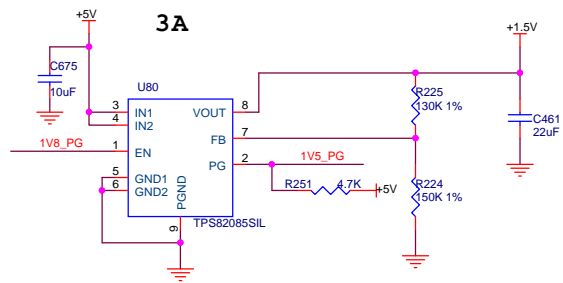 +5V
3A
+1.5V
C675
10uF
U80
3 IN1 VOUT 8
4 IN2
R225
130K 1%
C461
22uF
1V8_PG 1 EN FB 7
PG 2 1V5_PG
5 GND1
6 GND2
PGND
9
R251 4.7K +5V
R224
150K 1%
TPS82085SIL